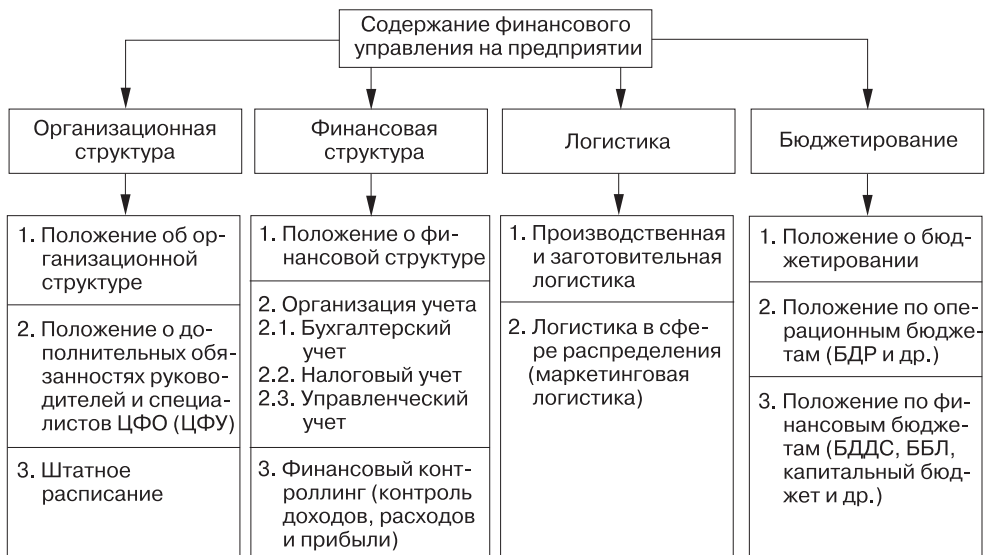 Содержание финансового
управления на предприятии
Организационная
структура
Финансовая
структура
Логистика
Бюджетирование
1. Положение об ор-
ганизационной
структуре
2. Положение о до-
полнительных обя-
занностях руково-
дителей и специа-
листов ЦФО (ЦФУ)
3. Штатное
расписание
1. Положение о фи-
нансовой структуре
2. Организация учета
2.1. Бухгалтерский
учет
2.2. Налоговый учет
2.3. Управленческий
учет
3. Финансовый конт-
роллинг (контроль
доходов, расходов
и прибыли)
1. Производственная
и заготовительная
логистика
2. Логистика в сфе-
ре распределения
(маркетинговая
логистика)
1. Положение о бюд-
жетировании
2. Положение по опе-
рационным бюдже-
там (БДР и др.)
3. Положение по фи-
нансовым бюдже-
там (БДДС, ББЛ,
капитальный бюд-
жет и др.)